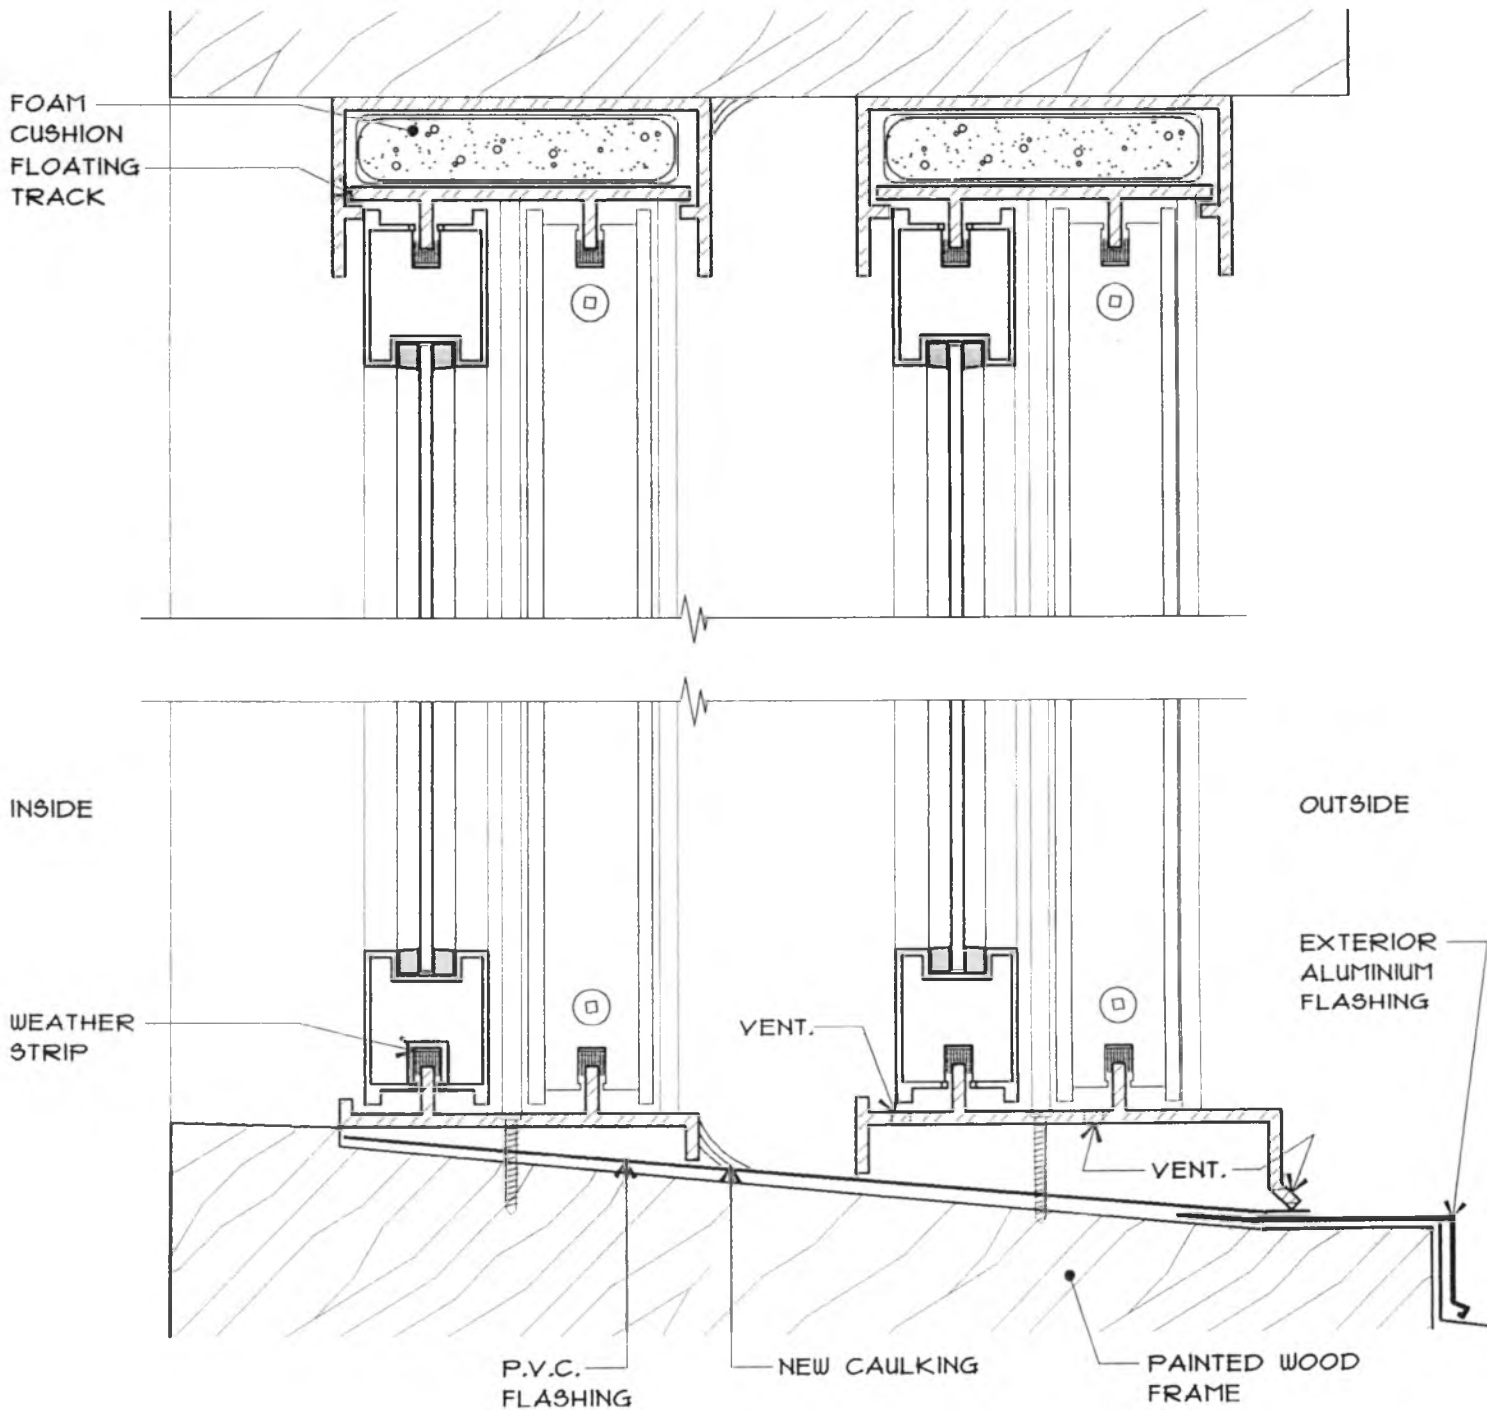 FOAM
CUSHION
FLOATING
TRACK
INSIDE
OUTSIDE
EXTERIOR
ALUMINIUM
FLASHING
WEATHER
STRIP
VENT.
VENT.
P.V.C.
FLASHING
NEW CAULKING
PAINTED WOOD
FRAME